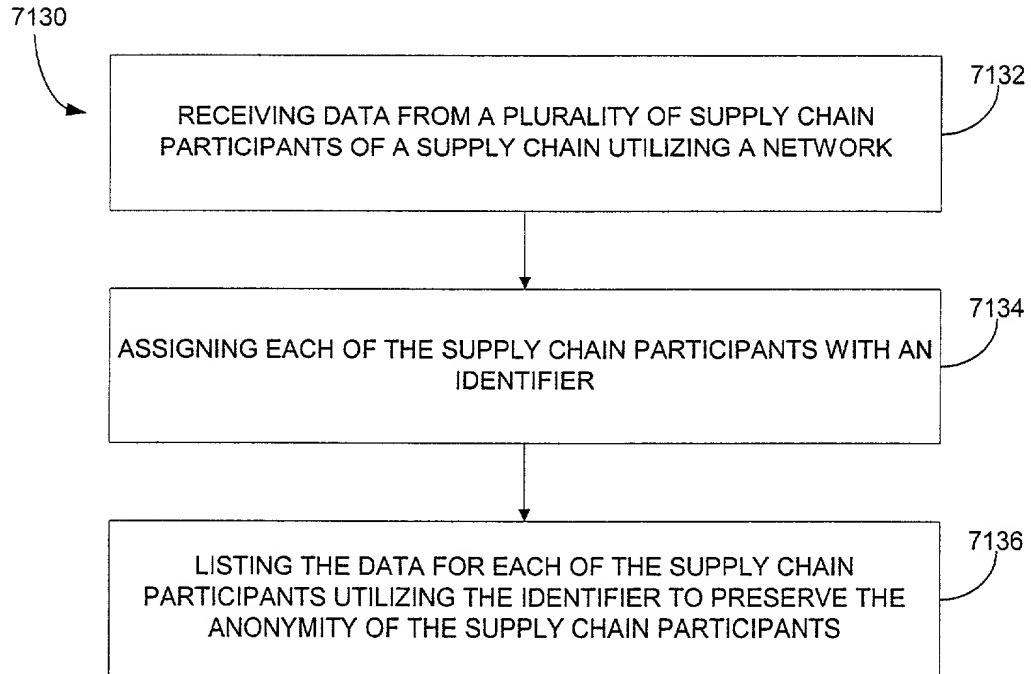 7130
7132
RECEIVING DATA FROM A PLURALITY OF SUPPLY CHAIN
PARTICIPANTS OF A SUPPLY CHAIN UTILIZING A NETWORK
7134
ASSIGNING EACH OF THE SUPPLY CHAIN PARTICIPANTS WITH AN
IDENTIFIER
7136
LISTING THE DATA FOR EACH OF THE SUPPLY CHAIN
PARTICIPANTS UTILIZING THE IDENTIFIER TO PRESERVE THE
ANONYMITY OF THE SUPPLY CHAIN PARTICIPANTS